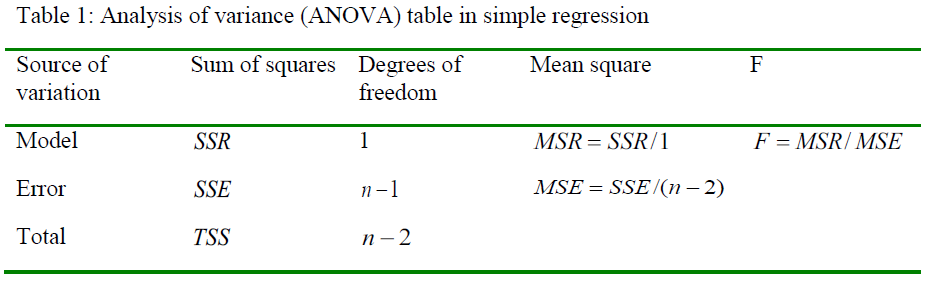 Table 1: Analysis of variance (ANOVA) table in simple regression
Source of variation Sum of squares Degrees of freedom Mean square F
Model SSR 1 MSR = SSR/1 F = MSR/MSE
Error SSE n−1 MSE = SSE/(n−2)
Total TSS n−2